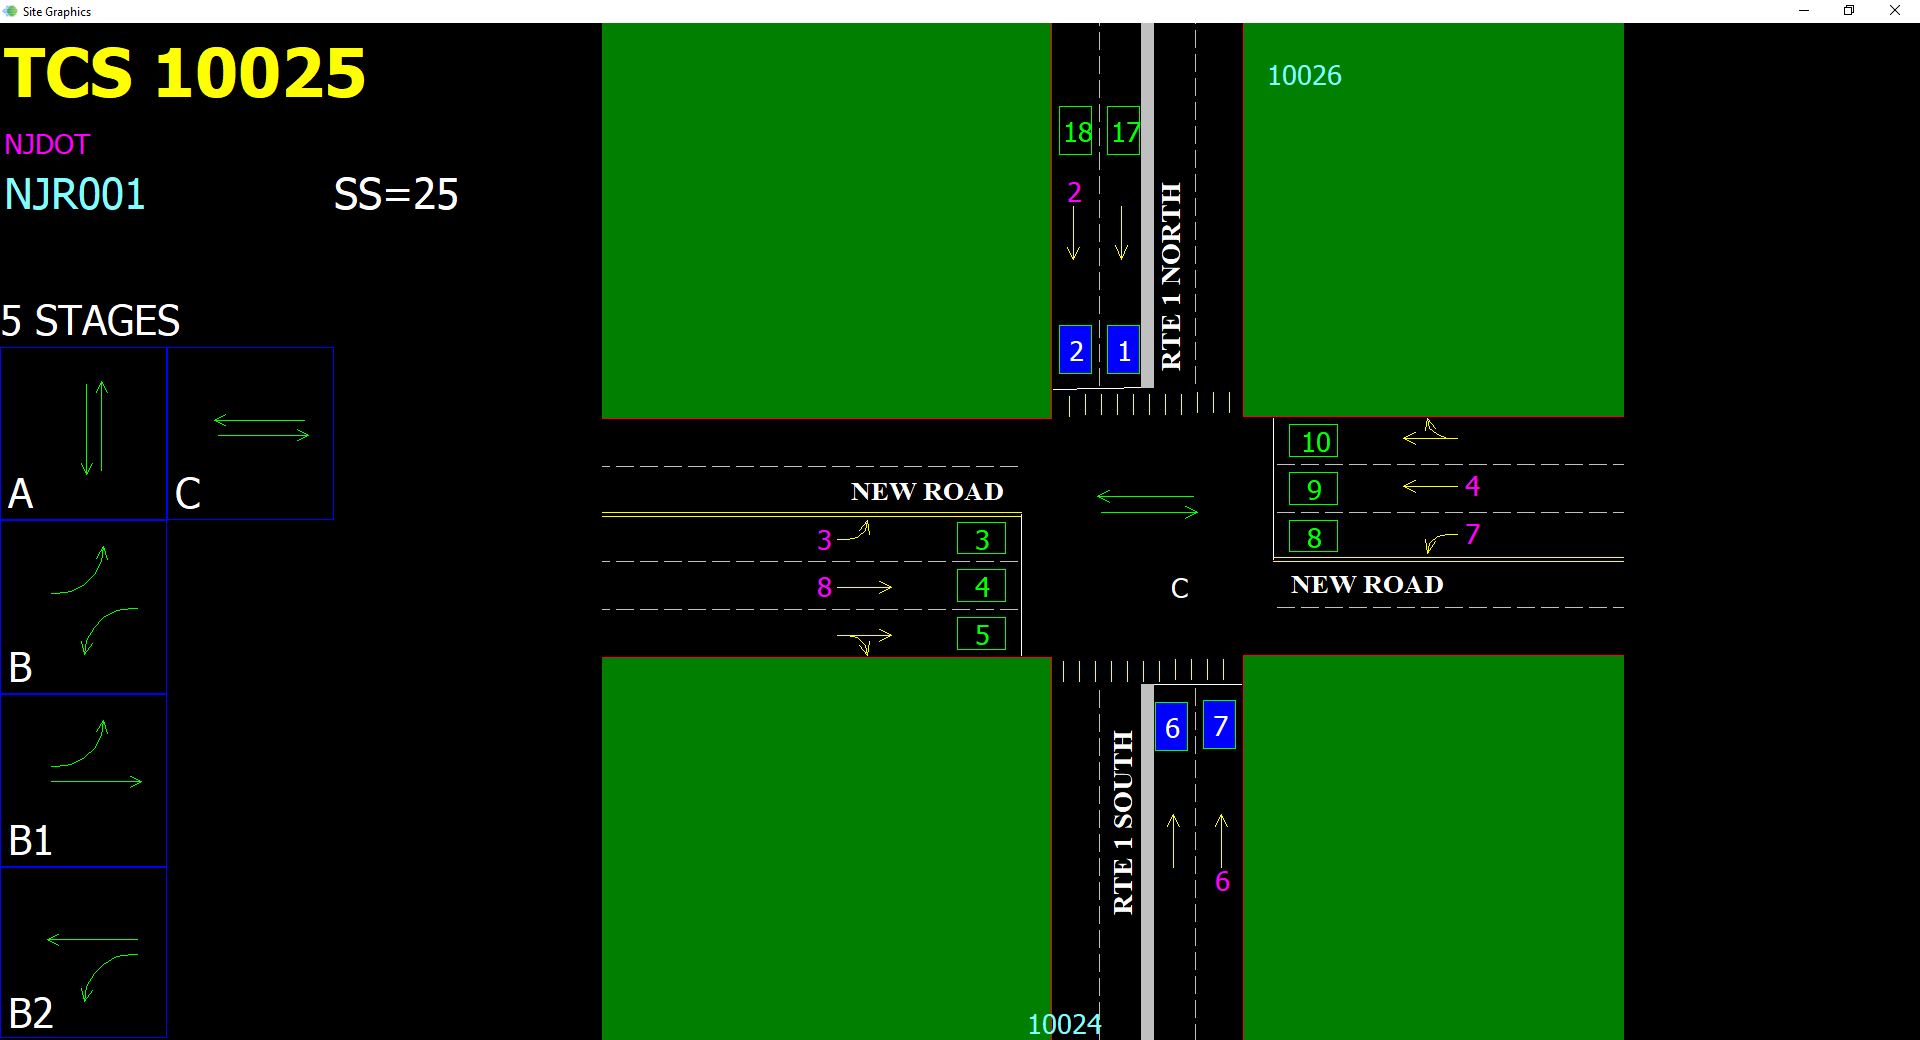 Site Graphics
TCS 10025
NJDOT
NJR001
SS=25
5 STAGES
A
C
B
B1
B2
10026
18
17
2
RTE 1 NORTH
2
1
10
9
4
8
7
NEW ROAD
NEW ROAD
3
3
8
4
5
C
6
7
RTE 1 SOUTH
6
10024